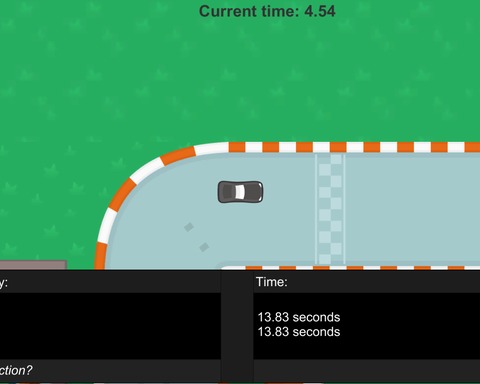 Current time: 4.54
y:
Time:
13.83 seconds
13.83 seconds
ction?